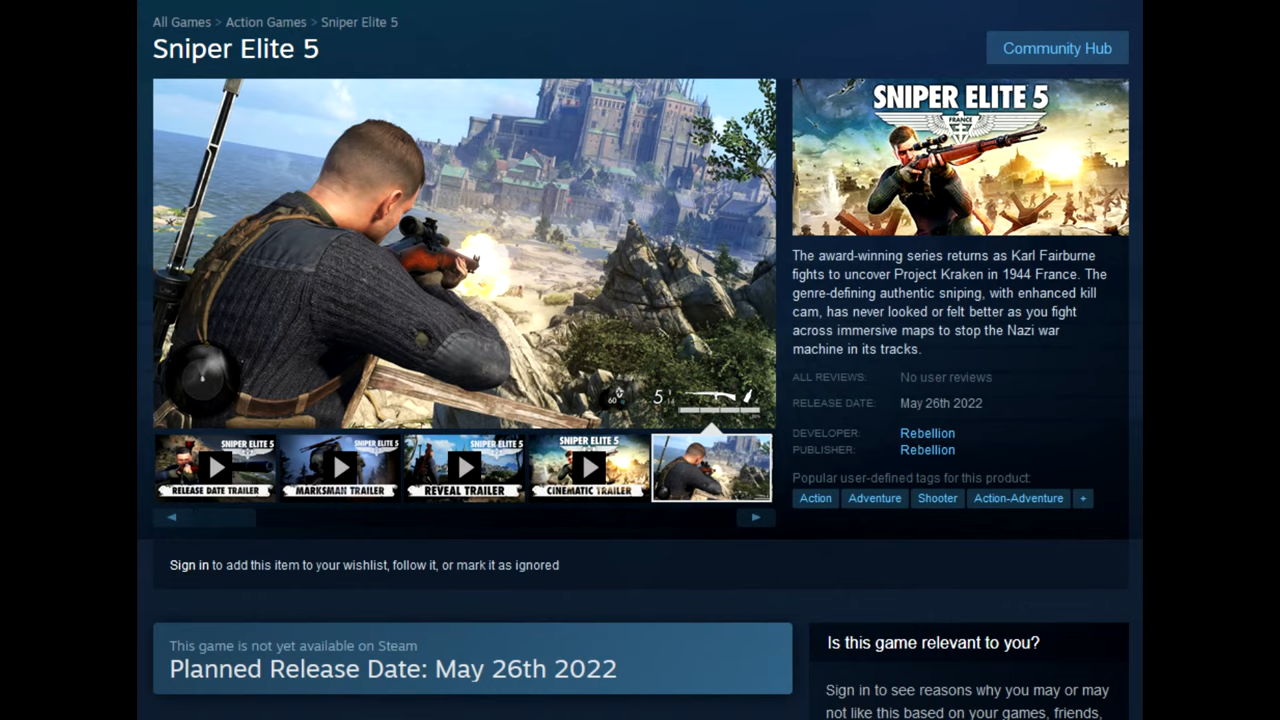 All Games > Action Games > Sniper Elite 5
Sniper Elite 5
Community Hub
SNIPER ELITE 5
FRANCE
The award-winning series returns as Karl Fairburne
fights to uncover Project Kraken in 1944 France. The
genre-defining authentic sniping, with enhanced kill
cam, has never looked or felt better as you fight
across immersive maps to stop the Nazi war
machine in its tracks.
ALL REVIEWS: No user reviews
RELEASE DATE: May 26th 2022
DEVELOPER: Rebellion
PUBLISHER: Rebellion
Popular user-defined tags for this product:
Action Adventure Shooter Action-Adventure +
60 5
SNIPER ELITE 5
RELEASE DATE TRAILER
SNIPER ELITE 5
MARKSMAN TRAILER
SNIPER ELITE 5
REVEAL TRAILER
SNIPER ELITE 5
CINEMATIC TRAILER
Sign in to add this item to your wishlist, follow it, or mark it as ignored
This game is not yet available on Steam
Planned Release Date: May 26th 2022
Is this game relevant to you?
Sign in to see reasons why you may or may
not like this based on your games, friends,